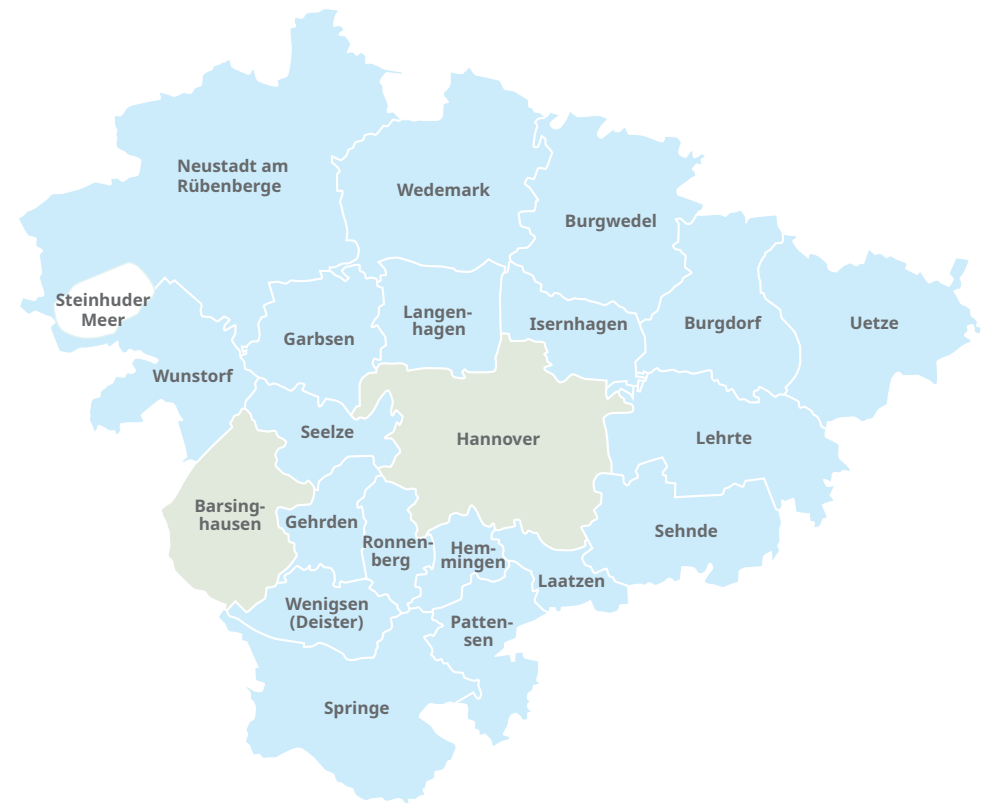 Neustadt am
Rübenberge
Wedemark
Burgwedel
Steinhuder
Meer
Garbsen
Langen-
hagen
Isernhagen
Burgdorf
Uetze
Wunstorf
Seelze
Hannover
Lehrte
Barsing-
hausen
Gehrden
Ronnen-
berg
Hem-
mingen
Sehnde
Laatzen
Wenigsen
(Deister)
Patten-
sen
Springe